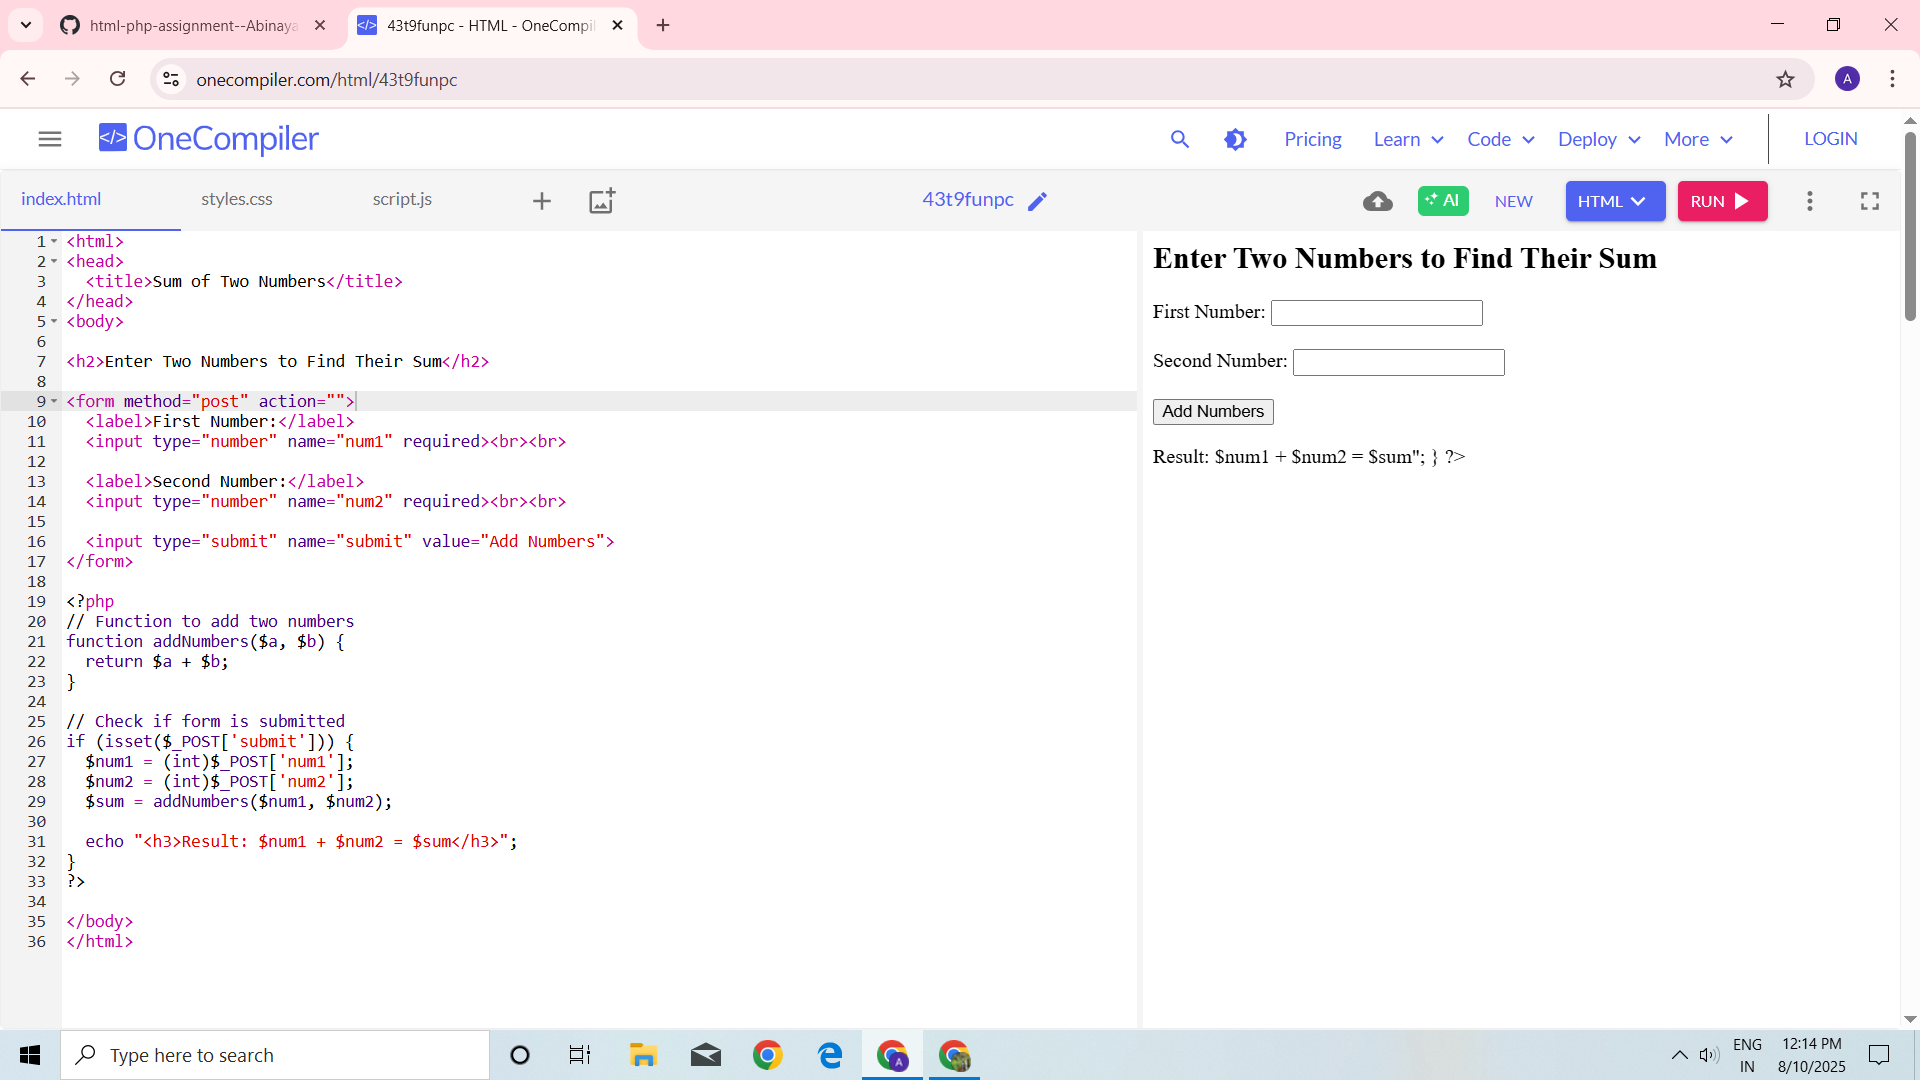 html-php-assignment--Abinaya
43t9funpc - HTML - OneCompil
onecompiler.com/html/43t9funpc
A
</> OneCompiler
Pricing
Learn
Code
Deploy
More
LOGIN
index.html
styles.css
script.js
43t9funpc
AI
NEW
HTML
RUN
1 <html>
2 <head>
3   <title>Sum of Two Numbers</title>
4 </head>
5 <body>
6
7 <h2>Enter Two Numbers to Find Their Sum</h2>
8
9 <form method="post" action="">
10   <label>First Number:</label>
11   <input type="number" name="num1" required><br><br>
12
13   <label>Second Number:</label>
14   <input type="number" name="num2" required><br><br>
15
16   <input type="submit" name="submit" value="Add Numbers">
17 </form>
18
19 <?php
20 // Function to add two numbers
21 function addNumbers($a, $b) {
22   return $a + $b;
23 }
24
25 // Check if form is submitted
26 if (isset($_POST['submit'])) {
27   $num1 = (int)$_POST['num1'];
28   $num2 = (int)$_POST['num2'];
29   $sum = addNumbers($num1, $num2);
30
31   echo "<h3>Result: $num1 + $num2 = $sum</h3>";
32 }
33 ?>
34
35 </body>
36 </html>
Enter Two Numbers to Find Their Sum
First Number:
Second Number:
Add Numbers
Result: $num1 + $num2 = $sum"; } ?>
Type here to search
ENG
IN
12:14 PM
8/10/2025